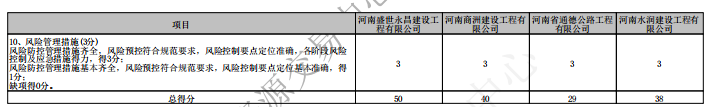 项目
河南盛世永昌建设工程有限公司
河南商洲建设工程有限公司
河南省通德公路工程有限公司
河南水润建设工程有限公司
10、风险管理措施(3分)
风险防控管理措施齐全，风险预控符合规范要求，风险控制要点定位准确，各阶段风险
控制及应急措施得力，得3分；
风险防控管理措施基本齐全，风险预控符合规范要求，风险控制要点定位基本准确，得
1分；
缺项得0分。
3
3
3
3
总得分
50
40
29
38
源交易中心
中心